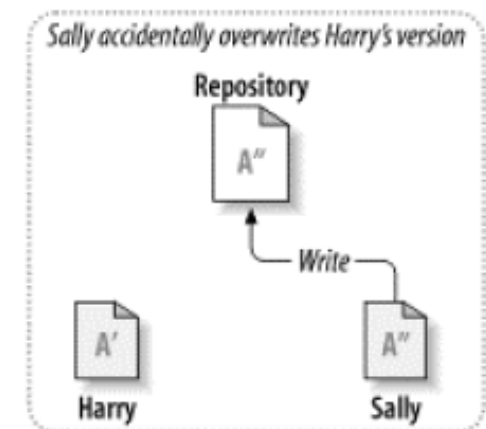 Sally accidentally overwrites Harry's version
Repository
A"
Write
A'
A"
Harry
Sally